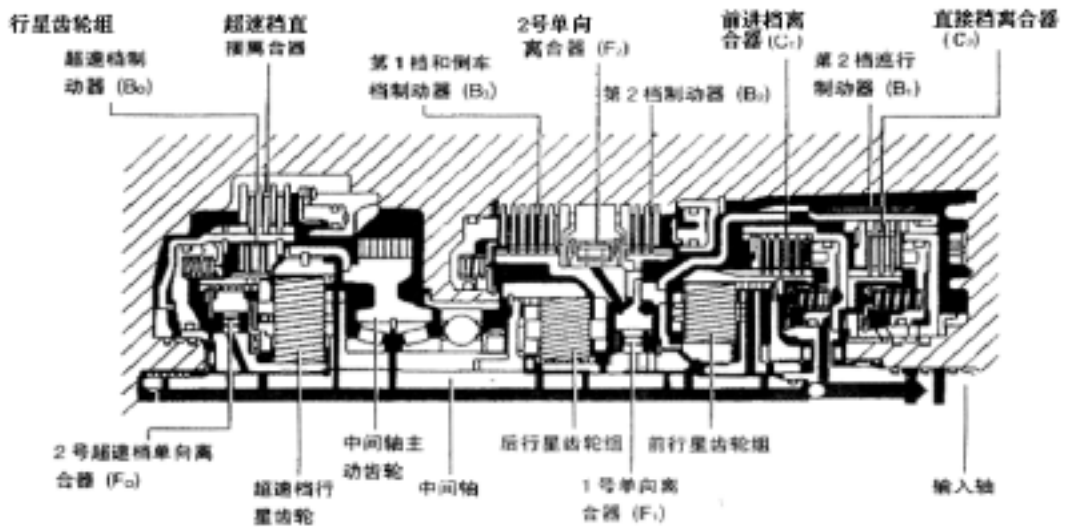 行星齿轮组
超速档直
接离合器
超速档制
动器 (B₀)
第1档和倒车
档制动器 (B₃)
2号单向
离合器 (F₂)
第2档制动器 (B₂)
前进档离
合器 (C₁)
第2档巡行
制动器 (B₁)
直接档离合器
(C₂)
2号超速档单向离
合器 (F₀)
超速档行
星齿轮
中间轴主
动齿轮
中间轴
后行星齿轮组
1号单向离
合器 (F₁)
前行星齿轮组
输入轴